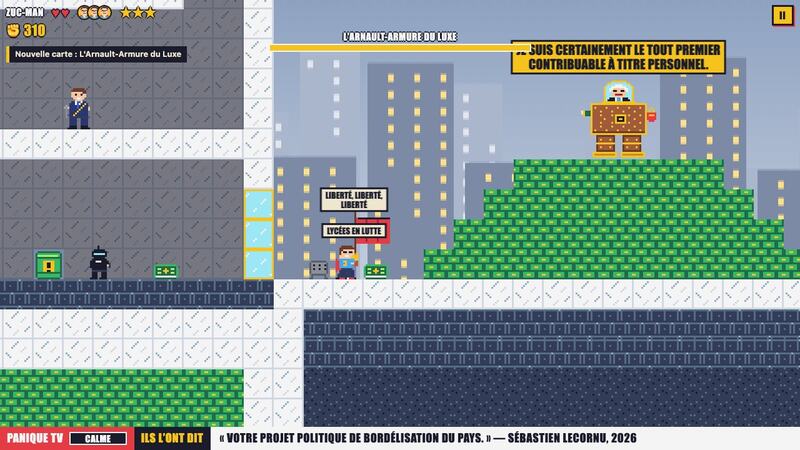 ZUC-MAN
310
Nouvelle carte : L'Arnault-Armure du Luxe
L'ARNAULT-ARMURE DU LUXE
JE SUIS CERTAINEMENT LE TOUT PREMIER
CONTRIBUABLE À TITRE PERSONNEL.
LIBERTÉ, LIBERTÉ,
LIBERTÉ
LYCÉES EN LUTTE
PANIQUE TV
CALME
ILS L'ONT DIT
« VOTRE PROJET POLITIQUE DE BORDÉLISATION DU PAYS. » — SÉBASTIEN LECORNU, 2026